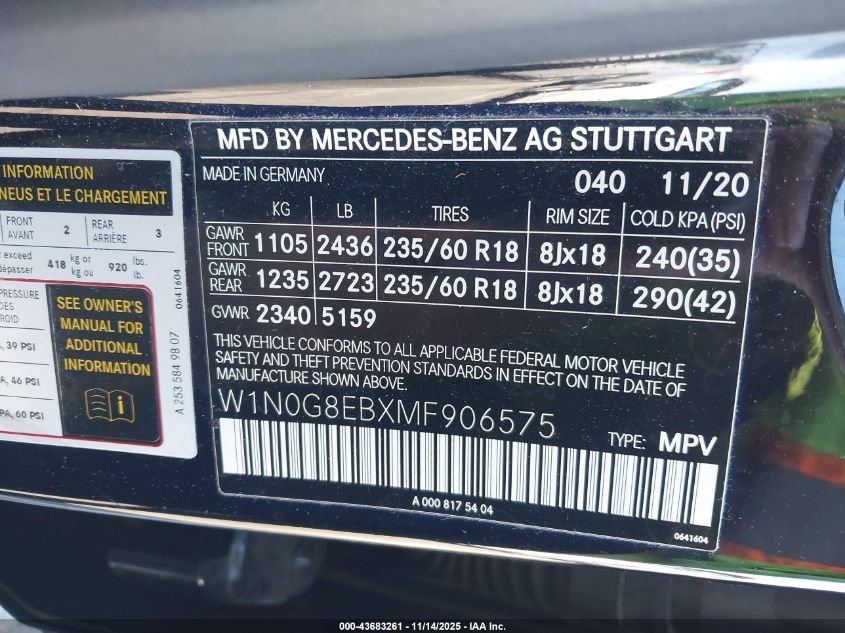 INFORMATION
NEUS ET LE CHARGEMENT
FRONT AVANT 2 REAR ARRIÈRE 3
exceed dépasser 418 kg or kg ou 920 lbs. lb.
PRESSURE
DES
ROID
39 PSI
46 PSI
PA, 60 PSI
SEE OWNER'S
MANUAL FOR
ADDITIONAL
INFORMATION
0641604
A 253 584 98 07
MFD BY MERCEDES-BENZ AG STUTTGART
MADE IN GERMANY 040 11/20
KG LB TIRES RIM SIZE COLD KPA (PSI)
GAWR FRONT 1105 2436 235/60 R18 8Jx18 240(35)
GAWR REAR 1235 2723 235/60 R18 8Jx18 290(42)
GVWR 2340 5159
THIS VEHICLE CONFORMS TO ALL APPLICABLE FEDERAL MOTOR VEHICLE
SAFETY AND THEFT PREVENTION STANDARDS IN EFFECT ON THE DATE OF
MANUFACTURE SHOWN ABOVE.
W1N0G8EBXMF906575
TYPE: MPV
A 000 817 54 04
0641604
000-43683261 - 11/14/2025 - IAA Inc.